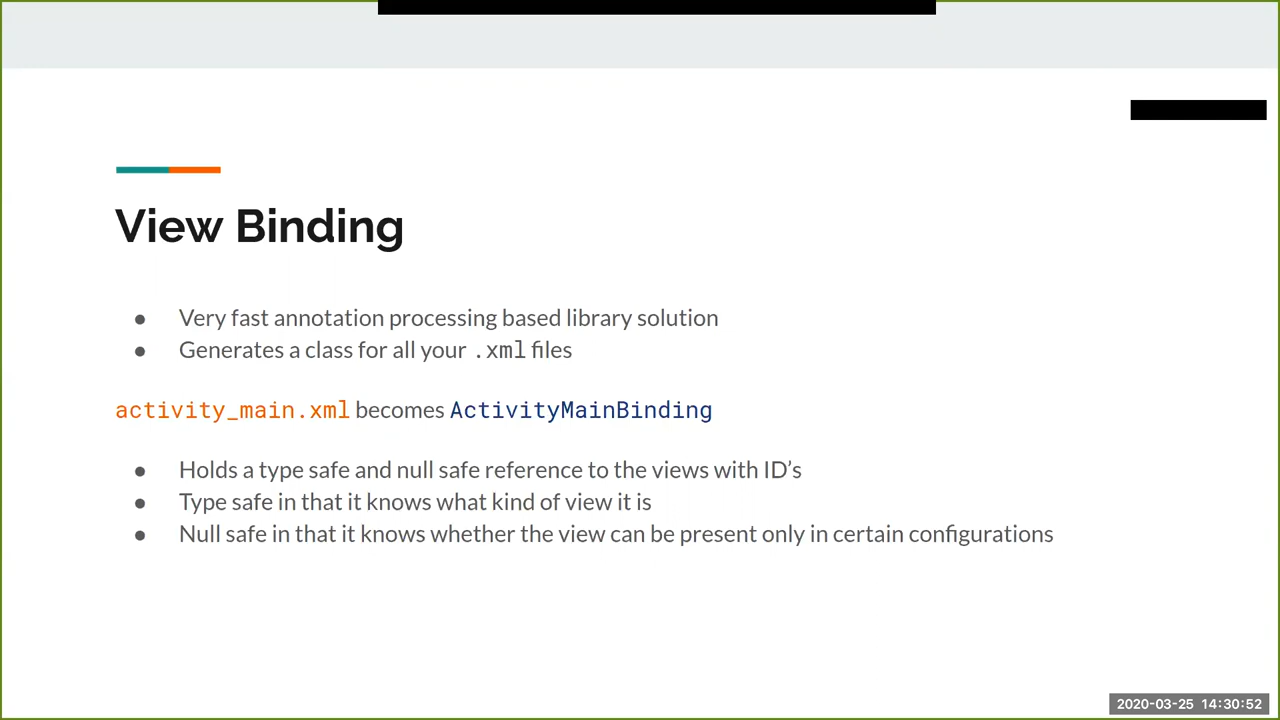 View Binding
● Very fast annotation processing based library solution
● Generates a class for all your .xml files
activity_main.xml becomes ActivityMainBinding
● Holds a type safe and null safe reference to the views with ID’s
● Type safe in that it knows what kind of view it is
● Null safe in that it knows whether the view can be present only in certain configurations
2020-03-25 14:30:52